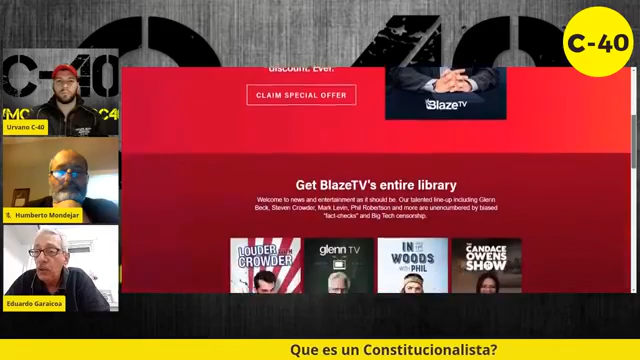 C-40
C-40
Urvano C-40
Humberto Mondejar
Eduardo Garaicoa
discount. Ever.
CLAIM SPECIAL OFFER
BlazeTV
Get BlazeTV's entire library
Welcome to news and entertainment as it should be. Our talented line-up including Glenn
Beck, Steven Crowder, Mark Levin, Phil Robertson and more are unencumbered by biased
"fact-checks" and Big Tech censorship.
LOUDER
CROWDER
glenn TV
IN
WOODS
WITH PHIL
THE
CANDACE
OWENS
SHOW
Que es un Constitucionalista?